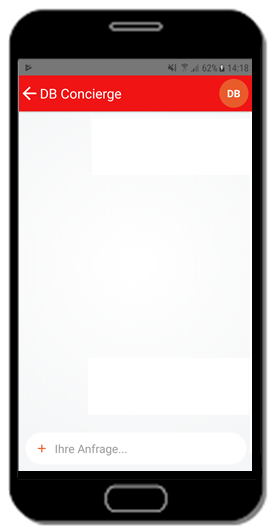 62% 14:18
DB Concierge
DB
+ Ihre Anfrage...